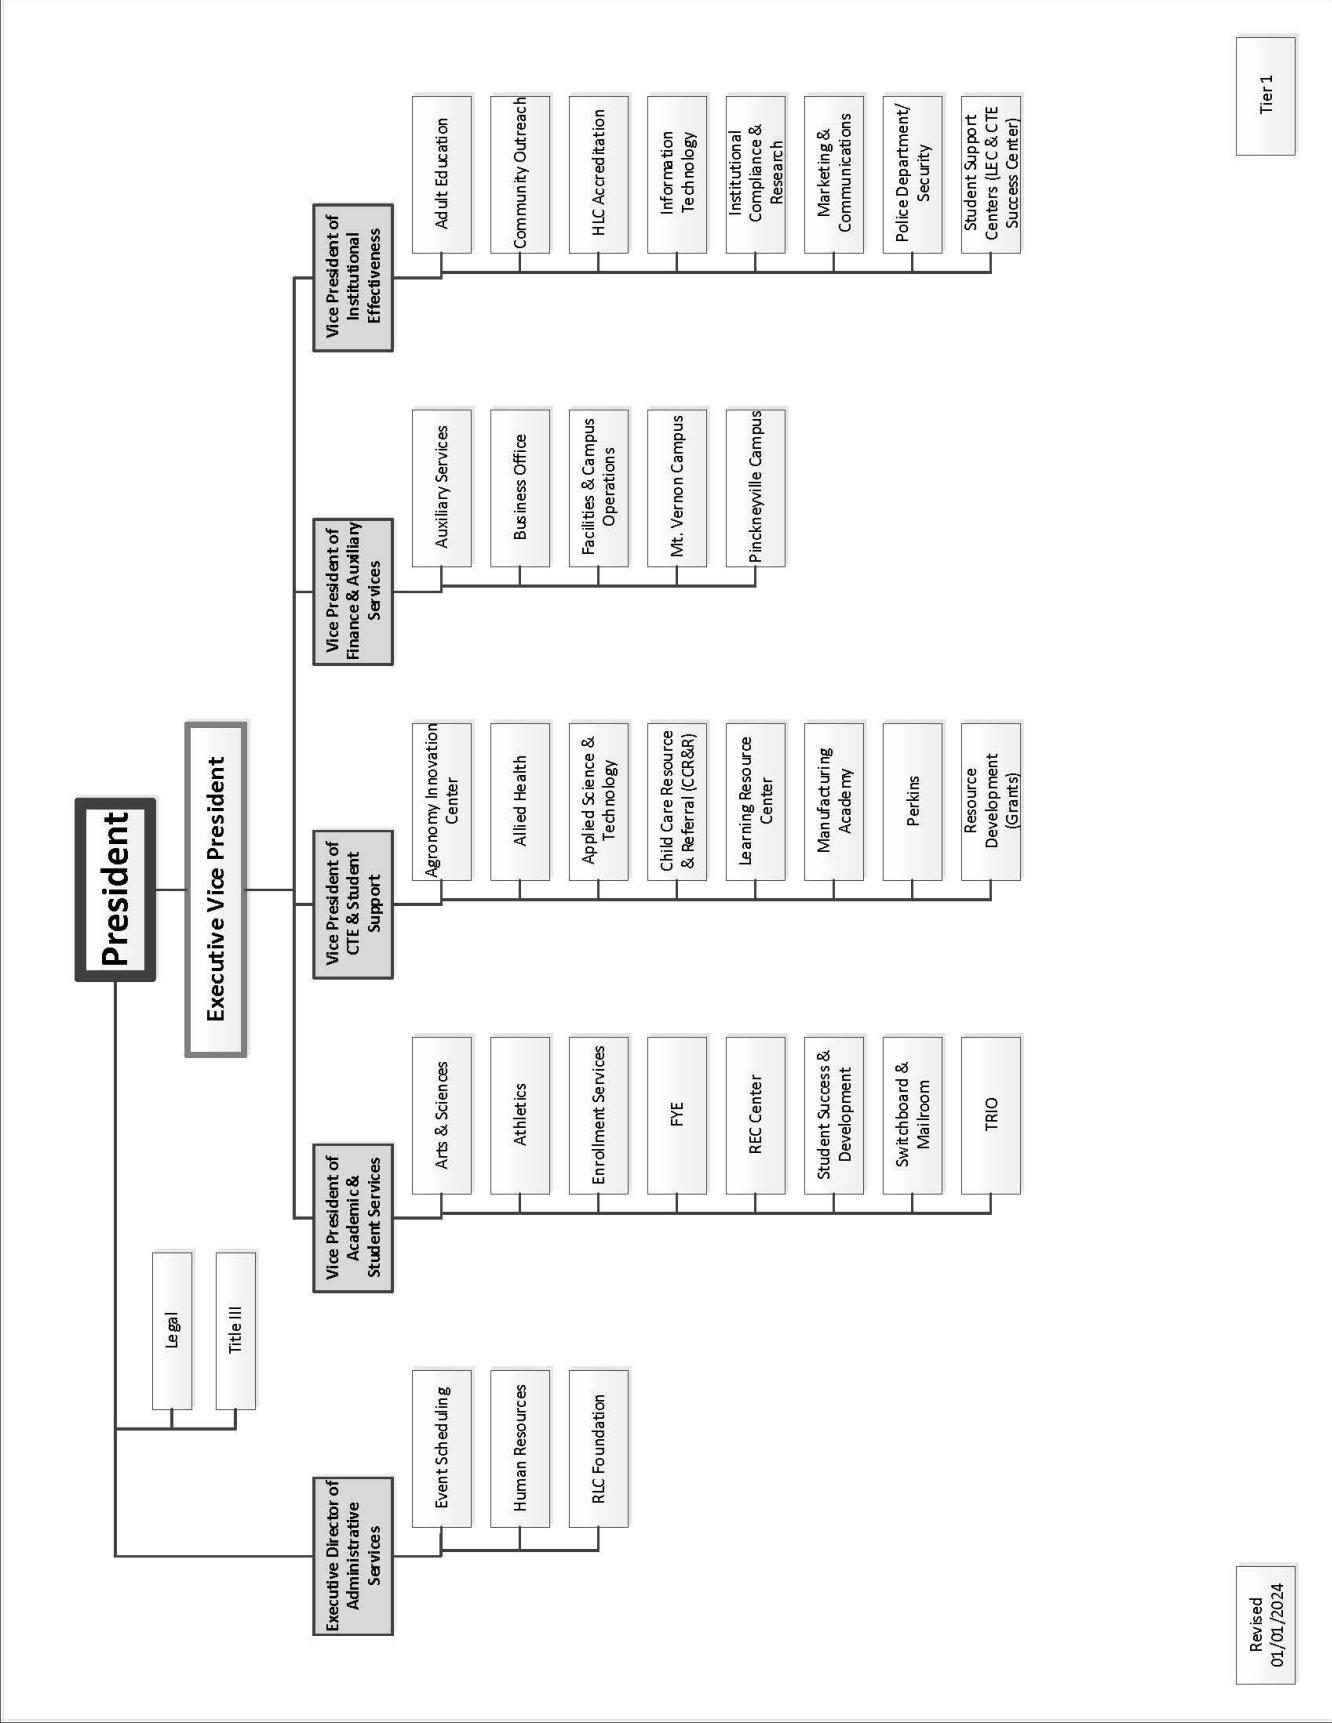 President
Executive Vice President
Legal
Title III
Executive Director of
Administrative
Services
Event Scheduling
Human Resources
RLC Foundation
Vice President of
Academic &
Student Services
Arts & Sciences
Athletics
Enrollment Services
FYE
REC Center
Student Success &
Development
Switchboard &
Mailroom
TRIO
Vice President of
CTE & Student
Support
Agronomy Innovation
Center
Allied Health
Applied Science &
Technology
Child Care Resource
& Referral (CCR&R)
Learning Resource
Center
Manufacturing
Academy
Perkins
Resource
Development
(Grants)
Vice President of
Finance & Auxiliary
Services
Auxiliary Services
Business Office
Facilities & Campus
Operations
Mt. Vernon Campus
Pinckneyville Campus
Vice President of
Institutional
Effectiveness
Adult Education
Community Outreach
HLC Accreditation
Information
Technology
Institutional
Compliance &
Research
Marketing &
Communications
Police Department/
Security
Student Support
Centers (LEC & CTE
Success Center)
Revised
01/01/2024
Tier 1